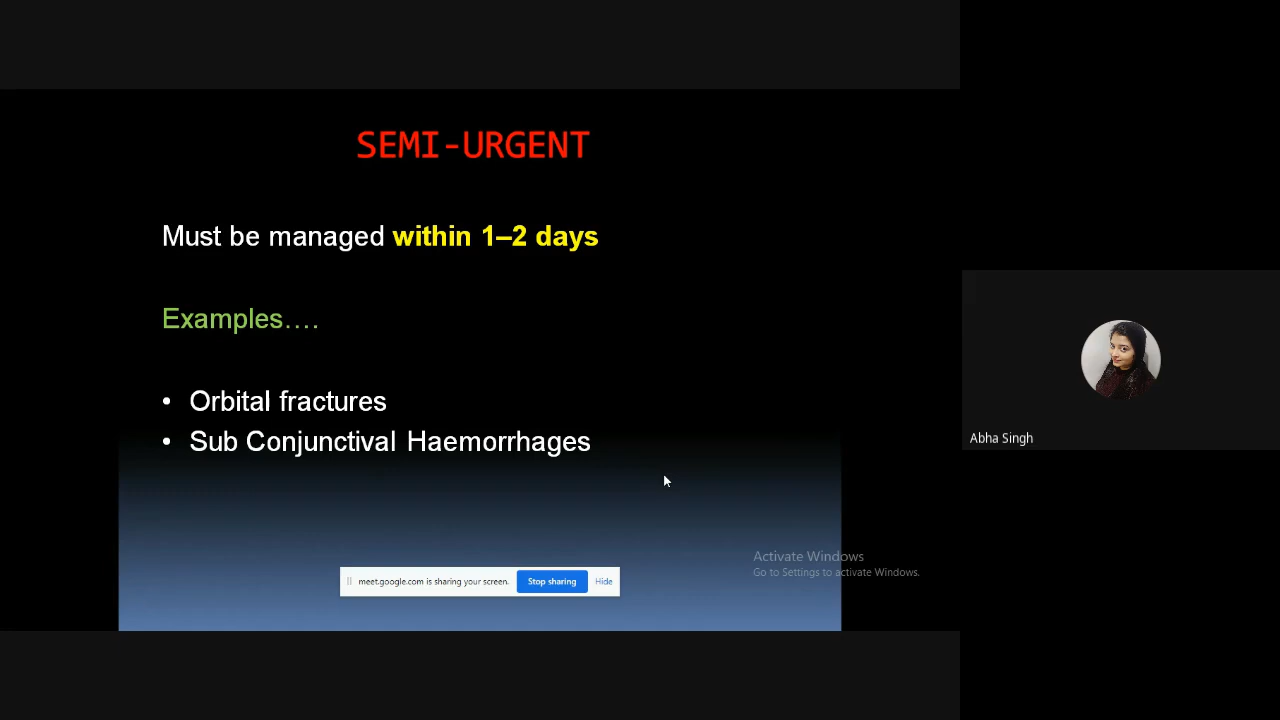 SEMI-URGENT
Must be managed within 1–2 days
Examples….
• Orbital fractures
• Sub Conjunctival Haemorrhages
Abha Singh
Activate Windows
Go to Settings to activate Windows.
meet.google.com is sharing your screen. Stop sharing Hide